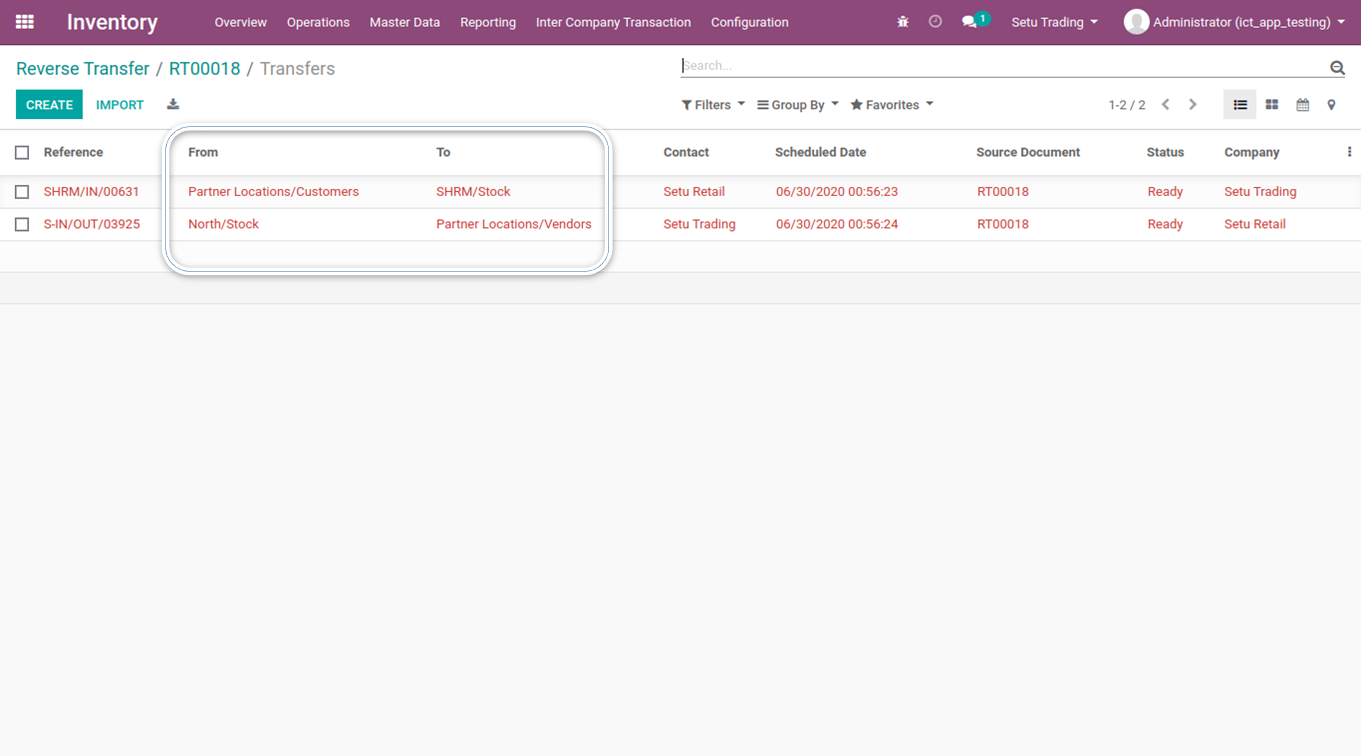 Inventory Overview Operations Master Data Reporting Inter Company Transaction Configuration 1 Setu Trading Administrator (ict_app_testing)
Reverse Transfer / RT00018 / Transfers Search...
CREATE IMPORT Filters Group By Favorites 1-2 / 2
Reference From To Contact Scheduled Date Source Document Status Company
SHRM/IN/00631 Partner Locations/Customers SHRM/Stock Setu Retail 06/30/2020 00:56:23 RT00018 Ready Setu Trading
S-IN/OUT/03925 North/Stock Partner Locations/Vendors Setu Trading 06/30/2020 00:56:24 RT00018 Ready Setu Retail